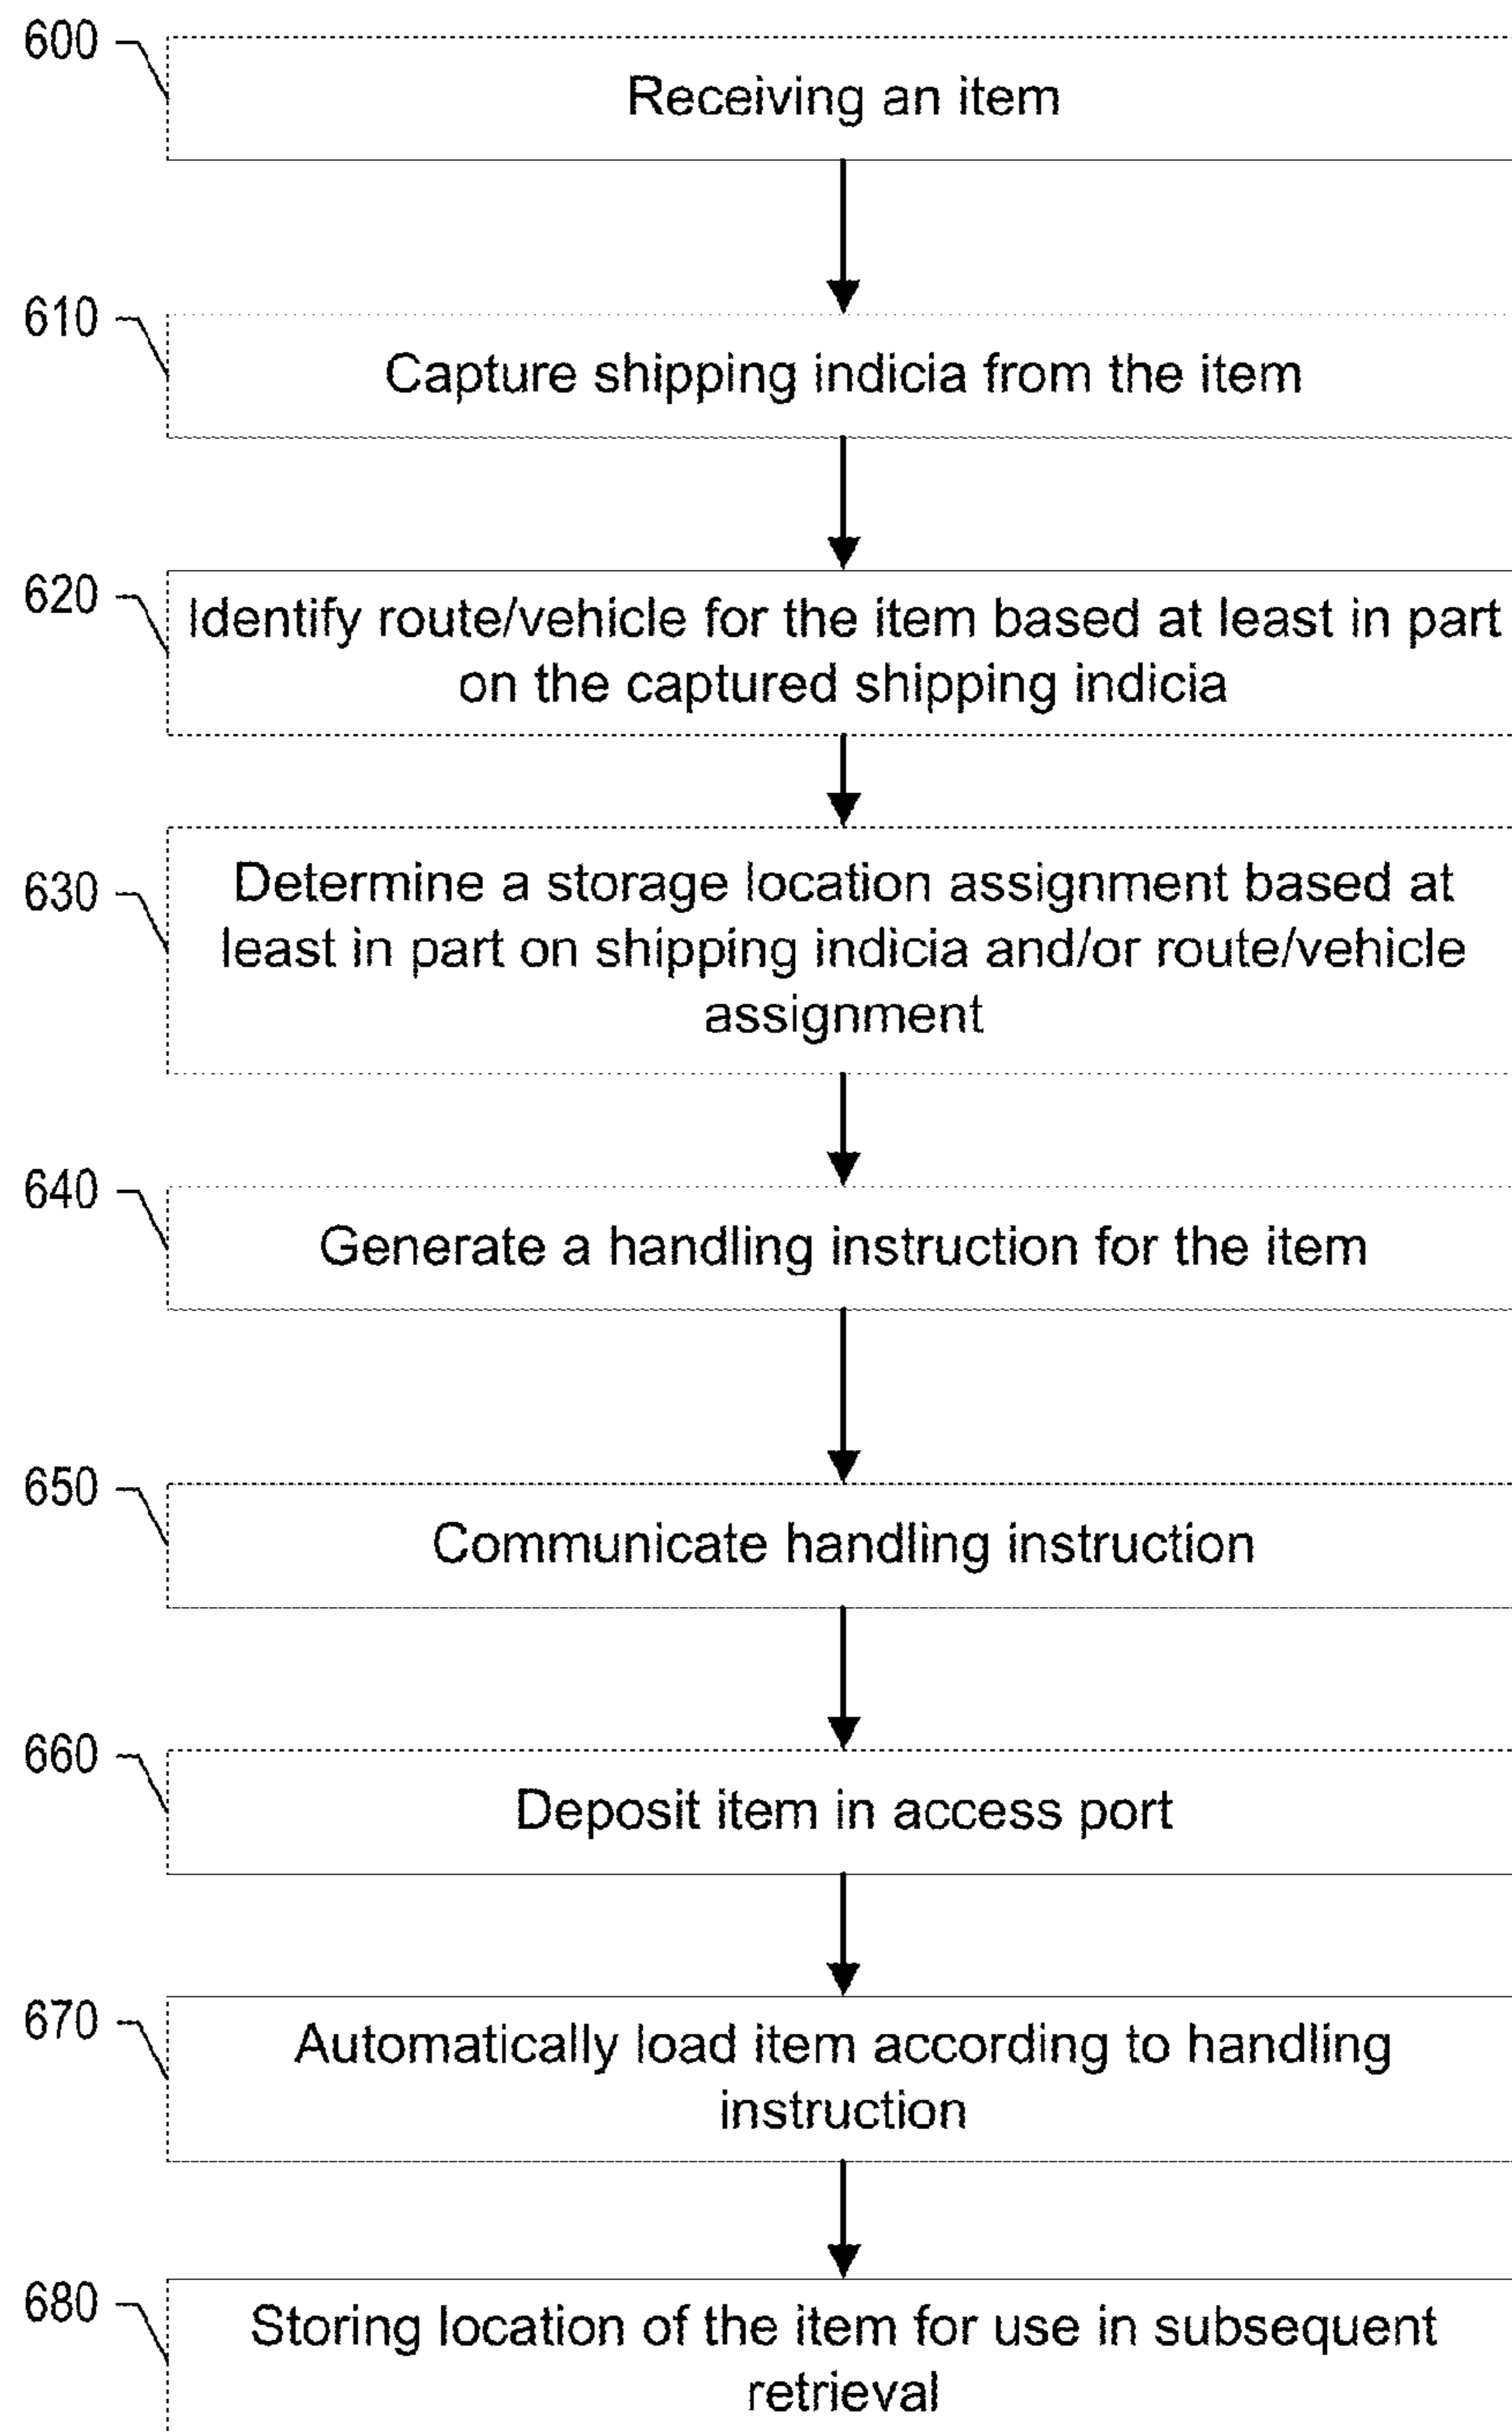 600
Receiving an item
610
Capture shipping indicia from the item
620
Identify route/vehicle for the item based at least in part
on the captured shipping indicia
630
Determine a storage location assignment based at
least in part on shipping indicia and/or route/vehicle
assignment
640
Generate a handling instruction for the item
650
Communicate handling instruction
660
Deposit item in access port
670
Automatically load item according to handling
instruction
680
Storing location of the item for use in subsequent
retrieval